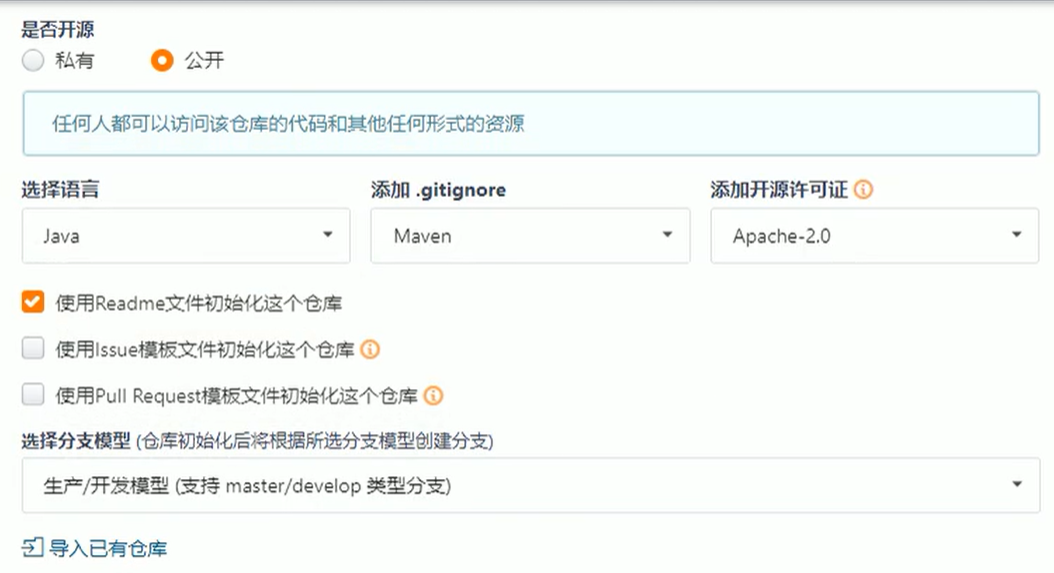 是否开源
私有 公开
任何人都可以访问该仓库的代码和其他任何形式的资源
选择语言 添加 .gitignore 添加开源许可证
Java Maven Apache-2.0
使用Readme文件初始化这个仓库
使用Issue模板文件初始化这个仓库
使用Pull Request模板文件初始化这个仓库
选择分支模型 (仓库初始化后将根据所选分支模型创建分支)
生产/开发模型 (支持 master/develop 类型分支)
导入已有仓库